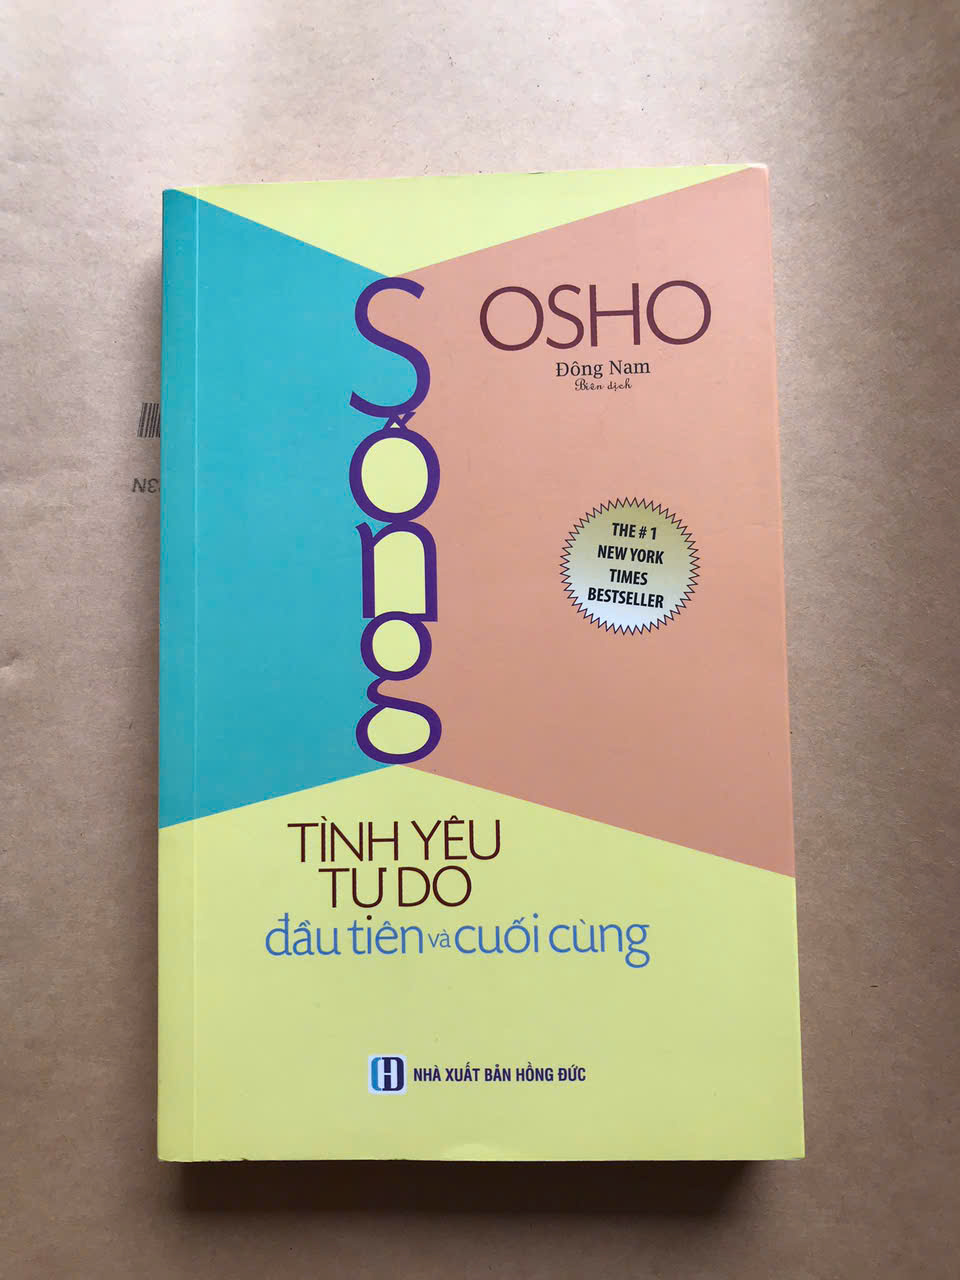 Sống
OSHO
Đông Nam
Biên dịch
THE # 1
NEW YORK
TIMES
BESTSELLER
TÌNH YÊU
TỰ DO
đầu tiên và cuối cùng
NHÀ XUẤT BẢN HỒNG ĐỨC